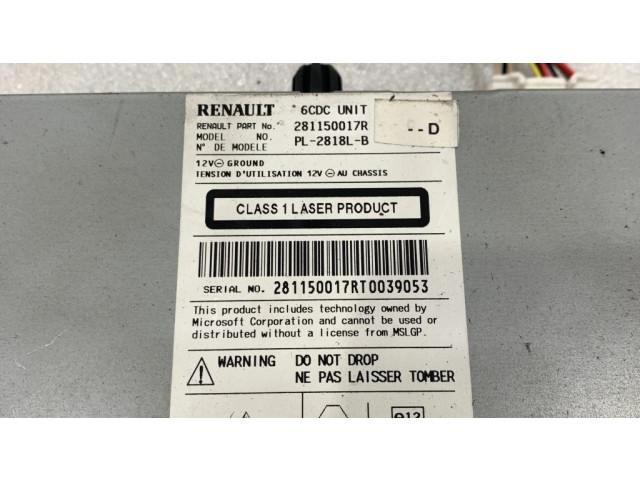 RENAULT 6CDC UNIT
RENAULT PART No. 281150017R
--D
MODEL NO.
N° DE MODELE PL-2818L-B
12V⊖ GROUND
TENSION D'UTILISATION 12V ⊖ AU CHASSIS
CLASS 1 LASER PRODUCT
SERIAL NO. 281150017RT0039053
This product includes technology owned by
Microsoft Corporation and cannot be used or
distributed without a license from MSLGP.
WARNING DO NOT DROP
NE PAS LAISSER TOMBER